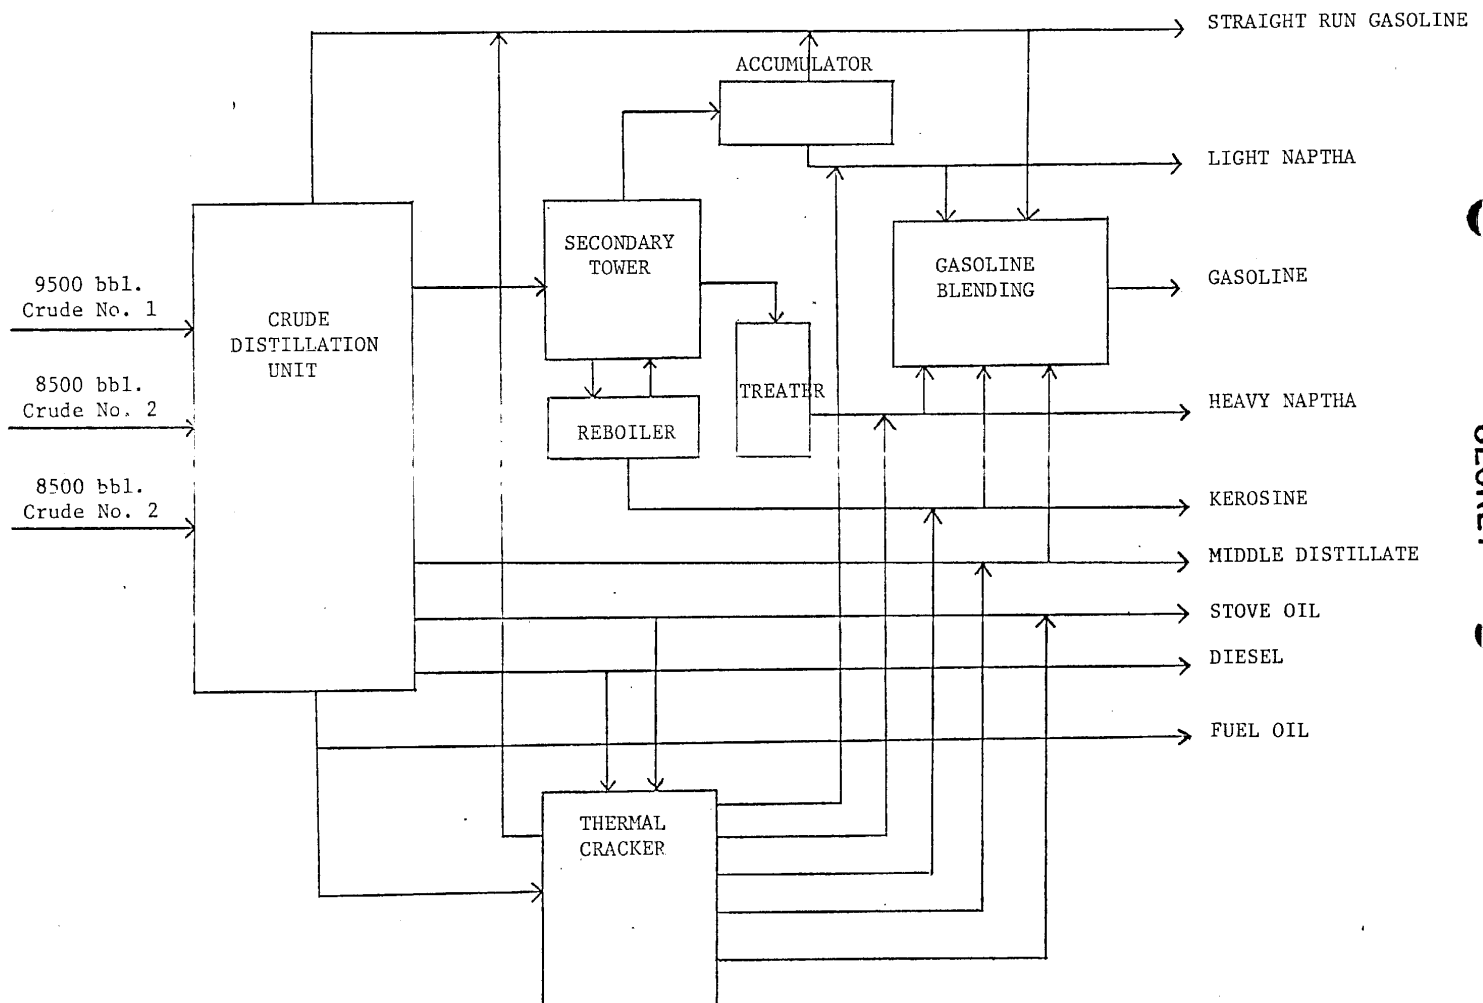 STRAIGHT RUN GASOLINE
ACCUMULATOR
LIGHT NAPTHA
SECONDARY
TOWER
GASOLINE
BLENDING
GASOLINE
9500 bbl.
Crude No. 1
CRUDE
DISTILLATION
UNIT
8500 bbl.
Crude No. 2
TREATER
HEAVY NAPTHA
REBOILER
8500 bbl.
Crude No. 2
KEROSINE
MIDDLE DISTILLATE
STOVE OIL
DIESEL
FUEL OIL
THERMAL
CRACKER